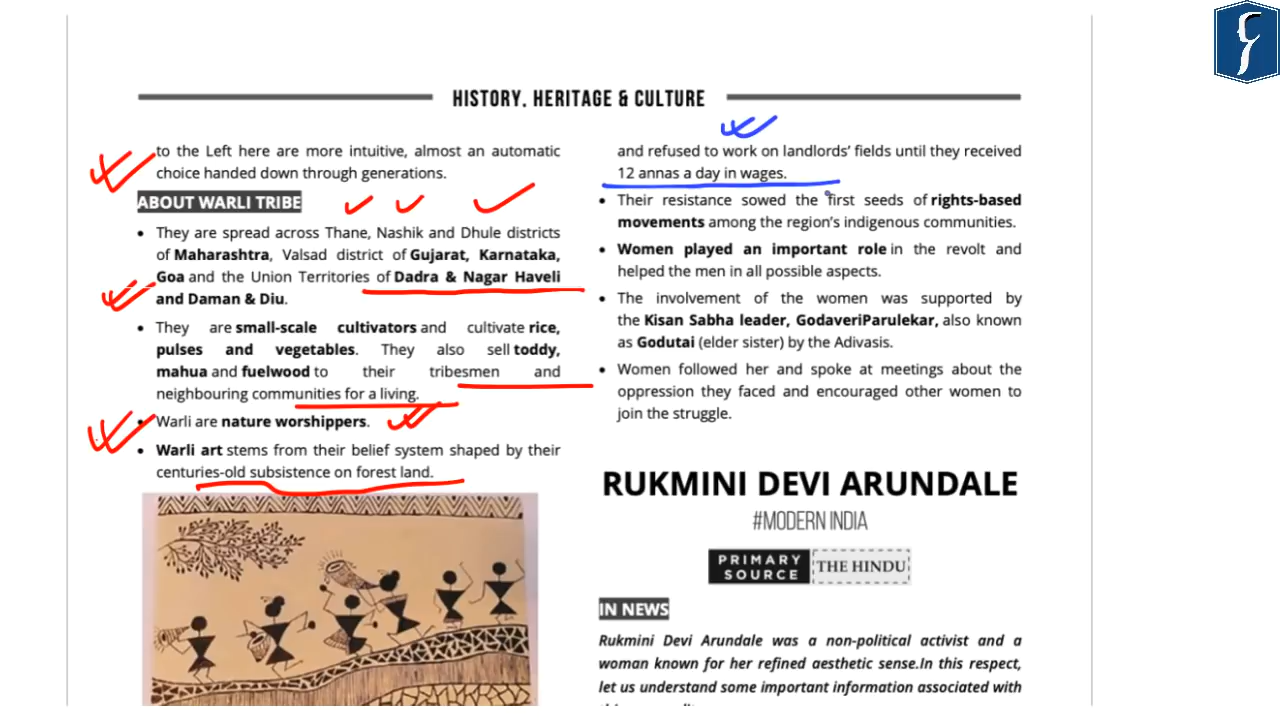 HISTORY, HERITAGE & CULTURE
to the Left here are more intuitive, almost an automatic
choice handed down through generations.
ABOUT WARLI TRIBE
• They are spread across Thane, Nashik and Dhule districts
of Maharashtra, Valsad district of Gujarat, Karnataka,
Goa and the Union Territories of Dadra & Nagar Haveli
and Daman & Diu.
• They are small-scale cultivators and cultivate rice,
pulses and vegetables. They also sell toddy,
mahua and fuelwood to their tribesmen and
neighbouring communities for a living.
• Warli are nature worshippers.
• Warli art stems from their belief system shaped by their
centuries-old subsistence on forest land.
and refused to work on landlords’ fields until they received
12 annas a day in wages.
• Their resistance sowed the first seeds of rights-based
movements among the region’s indigenous communities.
• Women played an important role in the revolt and
helped the men in all possible aspects.
• The involvement of the women was supported by
the Kisan Sabha leader, GodaveriParulekar, also known
as Godutai (elder sister) by the Adivasis.
• Women followed her and spoke at meetings about the
oppression they faced and encouraged other women to
join the struggle.
RUKMINI DEVI ARUNDALE
#MODERN INDIA
PRIMARY SOURCE THE HINDU
IN NEWS
Rukmini Devi Arundale was a non-political activist and a
woman known for her refined aesthetic sense.In this respect,
let us understand some important information associated with